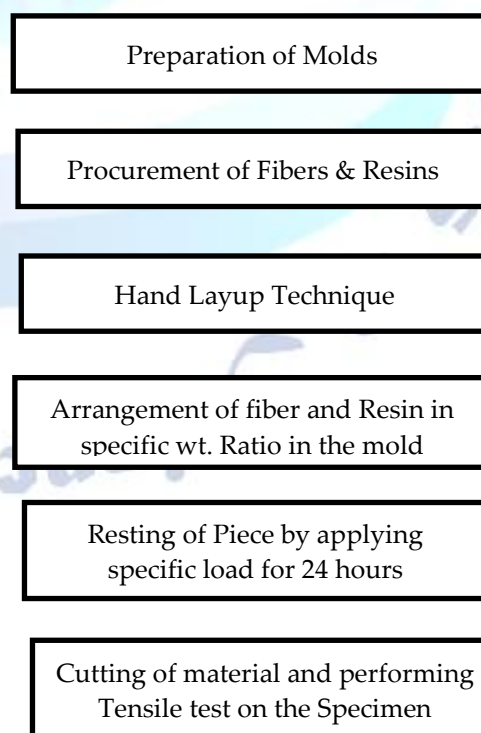 Preparation of Molds
Procurement of Fibers & Resins
Hand Layup Technique
Arrangement of fiber and Resin in
specific wt. Ratio in the mold
Resting of Piece by applying
specific load for 24 hours
Cutting of material and performing
Tensile test on the Specimen